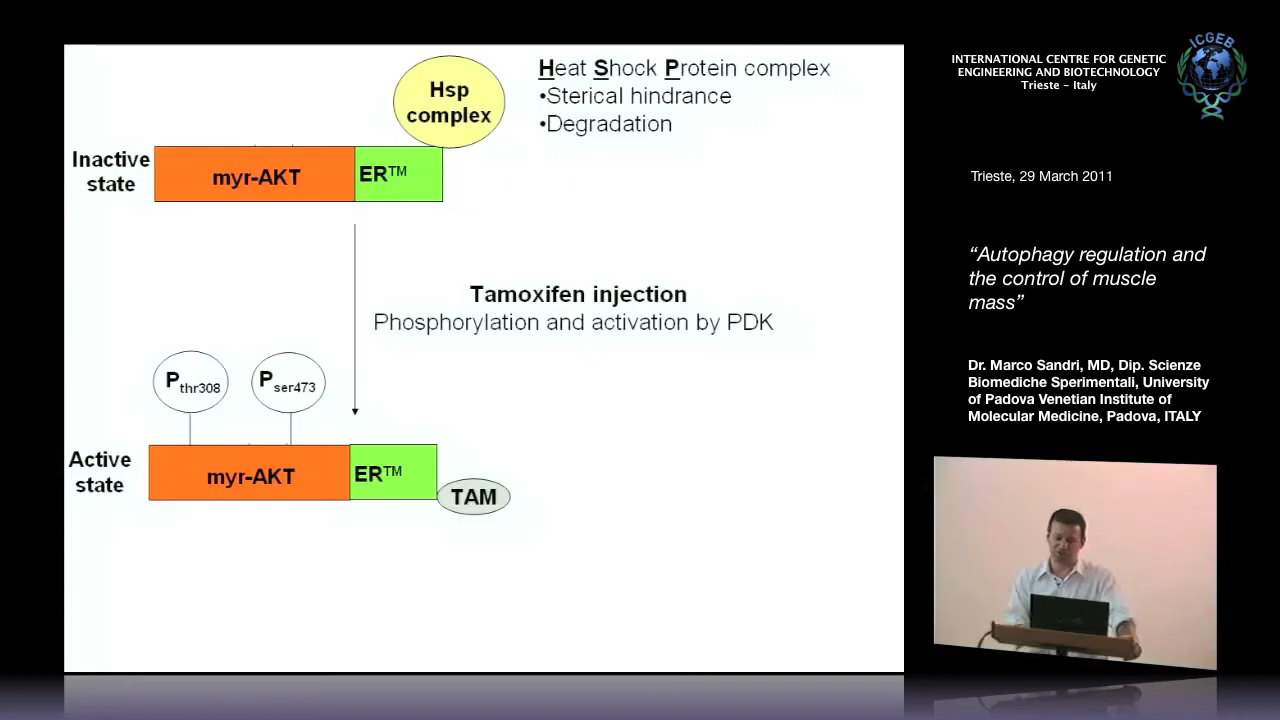 Hsp
complex
Heat Shock Protein complex
•Sterical hindrance
•Degradation
Inactive
state
myr-AKT
ER™
Tamoxifen injection
Phosphorylation and activation by PDK
Pthr308
Pser473
Active
state
myr-AKT
ER™
TAM
INTERNATIONAL CENTRE FOR GENETIC
ENGINEERING AND BIOTECHNOLOGY
Trieste - Italy
ICGEB
Trieste, 29 March 2011
“Autophagy regulation and
the control of muscle
mass”
Dr. Marco Sandri, MD, Dip. Scienze
Biomediche Sperimentali, University
of Padova Venetian Institute of
Molecular Medicine, Padova, ITALY